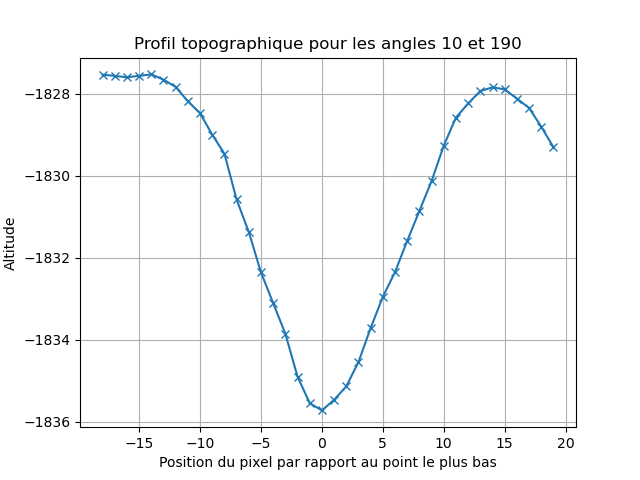 Profil topographique pour les angles 10 et 190
−1828
−1830
−1832
−1834
−1836
Altitude
−15 −10 −5 0 5 10 15 20
Position du pixel par rapport au point le plus bas